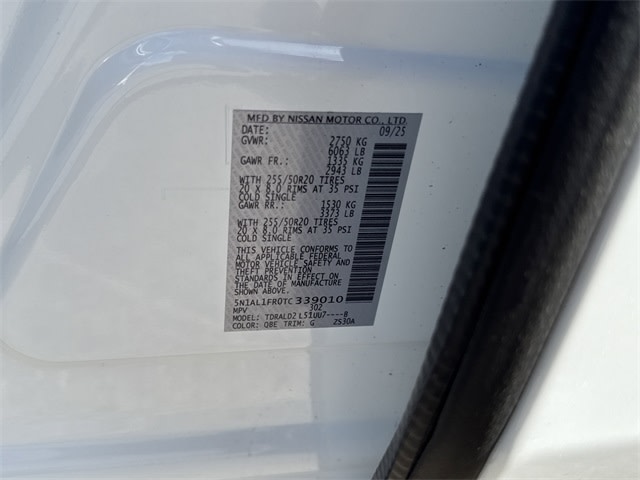 MFD BY NISSAN MOTOR CO., LTD.
DATE: 09/25
GVWR: 2750 KG
6063 LB
GAWR FR.: 1335 KG
2943 LB
WITH 255/50R20 TIRES
20 X 8.0 RIMS AT 35 PSI
COLD SINGLE
GAWR RR.: 1530 KG
3373 LB
WITH 255/50R20 TIRES
20 X 8.0 RIMS AT 35 PSI
COLD SINGLE
THIS VEHICLE CONFORMS TO
ALL APPLICABLE FEDERAL
MOTOR VEHICLE SAFETY AND
THEFT PREVENTION
STANDARDS IN EFFECT ON
THE DATE OF MANUFACTURE
SHOWN ABOVE.
5N1AL1FR0TC339010
MPV 302
MODEL: TDRALD2 L51UU7----B
COLOR: QBE TRIM: G 2S30A